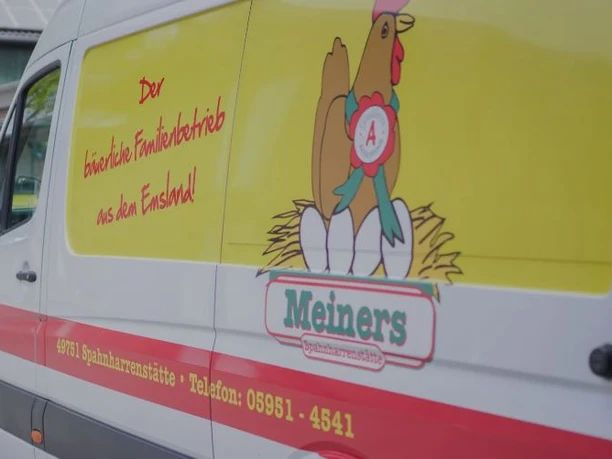 Der
bäuerliche Familienbetrieb
aus dem Emsland!
A
Meiners
Spahnharrenstätte
49751 Spahnharrenstätte • Telefon: 05951 - 4541